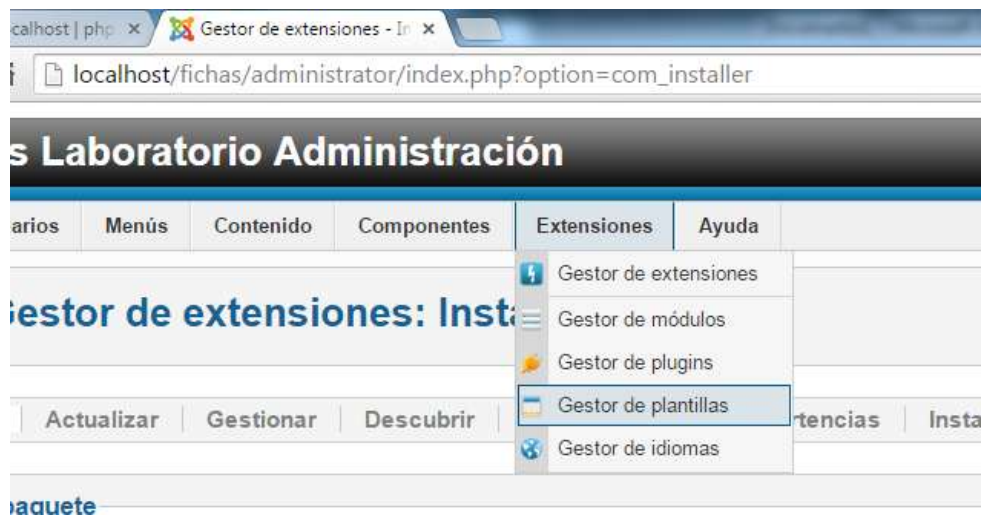 calhost | php
Gestor de extensiones - In
localhost/fichas/administrator/index.php?option=com_installer
s Laboratorio Administración
arios Menús Contenido Componentes Extensiones Ayuda
Gestor de extensiones
Gestor de extensiones: Insta
Gestor de módulos
Gestor de plugins
Gestor de plantillas
Actualizar Gestionar Descubrir rtencias Insta
Gestor de idiomas
paquete